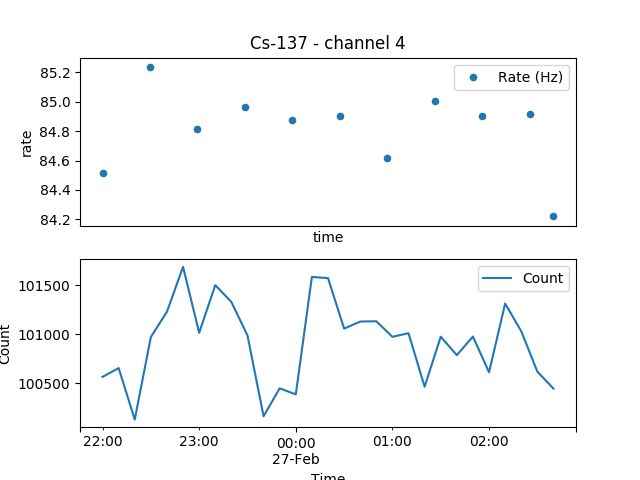 Cs-137 - channel 4
85.2
85.0
84.8
84.6
84.4
84.2
rate
Rate (Hz)
time
101500
101000
100500
Count
Count
22:00 23:00 00:00 01:00 02:00
27-Feb
Time